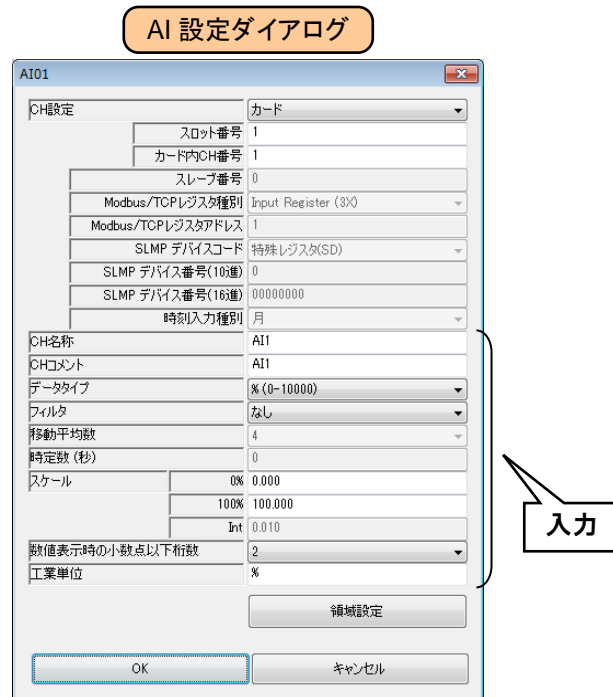 AI 設定ダイアログ
AI01
CH設定 カード
スロット番号 1
カード内CH番号 1
スレーブ番号 0
Modbus/TCPレジスタ種別 Input Register (3X)
Modbus/TCPレジスタアドレス 1
SLMP デバイスコード 特殊レジスタ(SD)
SLMP デバイス番号(10進) 0
SLMP デバイス番号(16進) 00000000
時刻入力種別 月
CH名称 AI1
CHコメント AI1
データタイプ % (0-10000)
フィルタ なし
移動平均数 4
時定数 (秒) 0
スケール 0% 0.000
100% 100.000
Int 0.010
数値表示時の小数点以下桁数 2
工業単位 %
入力
領域設定
OK キャンセル